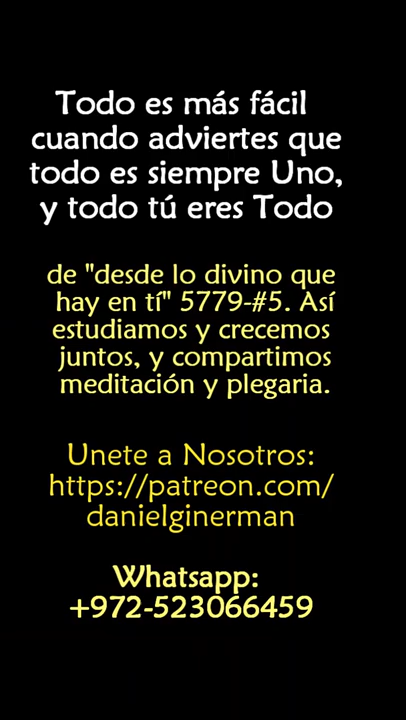 Todo es más fácil
cuando adviertes que
todo es siempre Uno,
y todo tú eres Todo
de "desde lo divino que
hay en tí" 5779-#5. Así
estudiamos y crecemos
juntos, y compartimos
meditación y plegaria.
Unete a Nosotros:
https://patreon.com/
danielginerman
Whatsapp:
+972-523066459